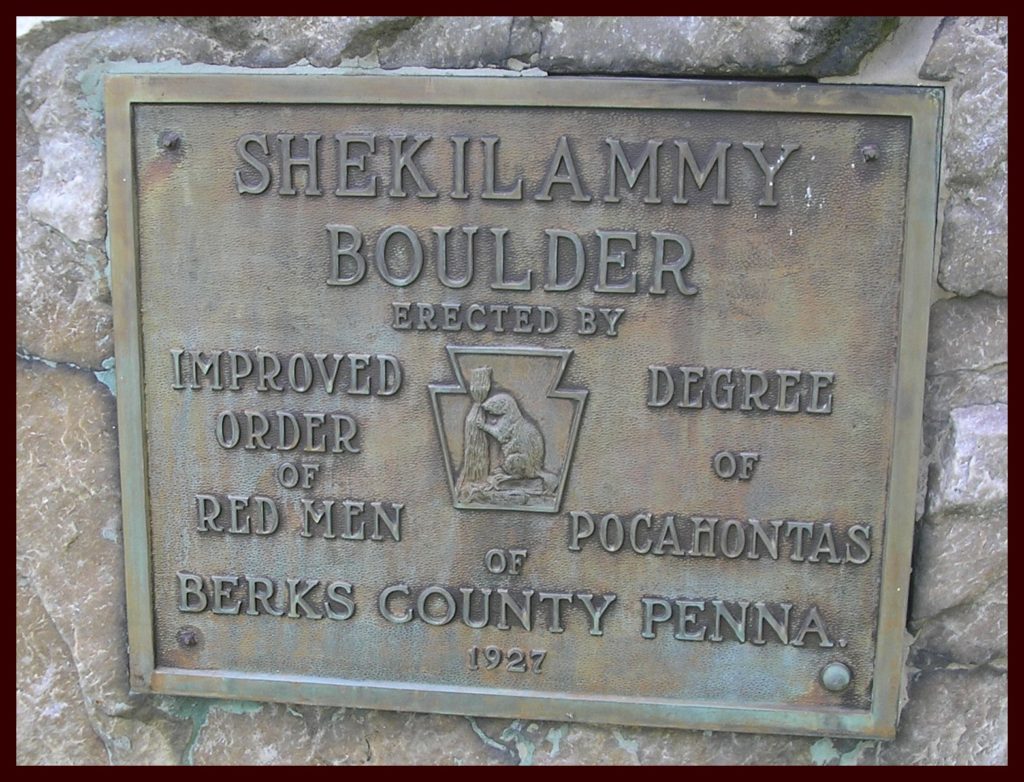 SHEKILAMMY
BOULDER
ERECTED BY
IMPROVED
ORDER
OF
RED MEN
DEGREE
OF
POCAHONTAS
OF
BERKS COUNTY PENNA.
1927